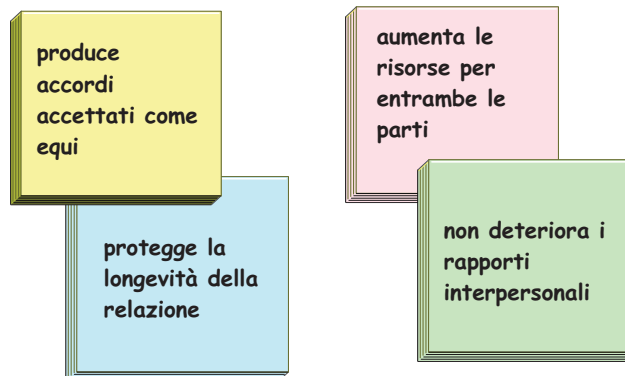 produce
accordi
accettati come
equi
protegge la
longevità della
relazione
aumenta le
risorse per
entrambe le
parti
non deteriora i
rapporti
interpersonali